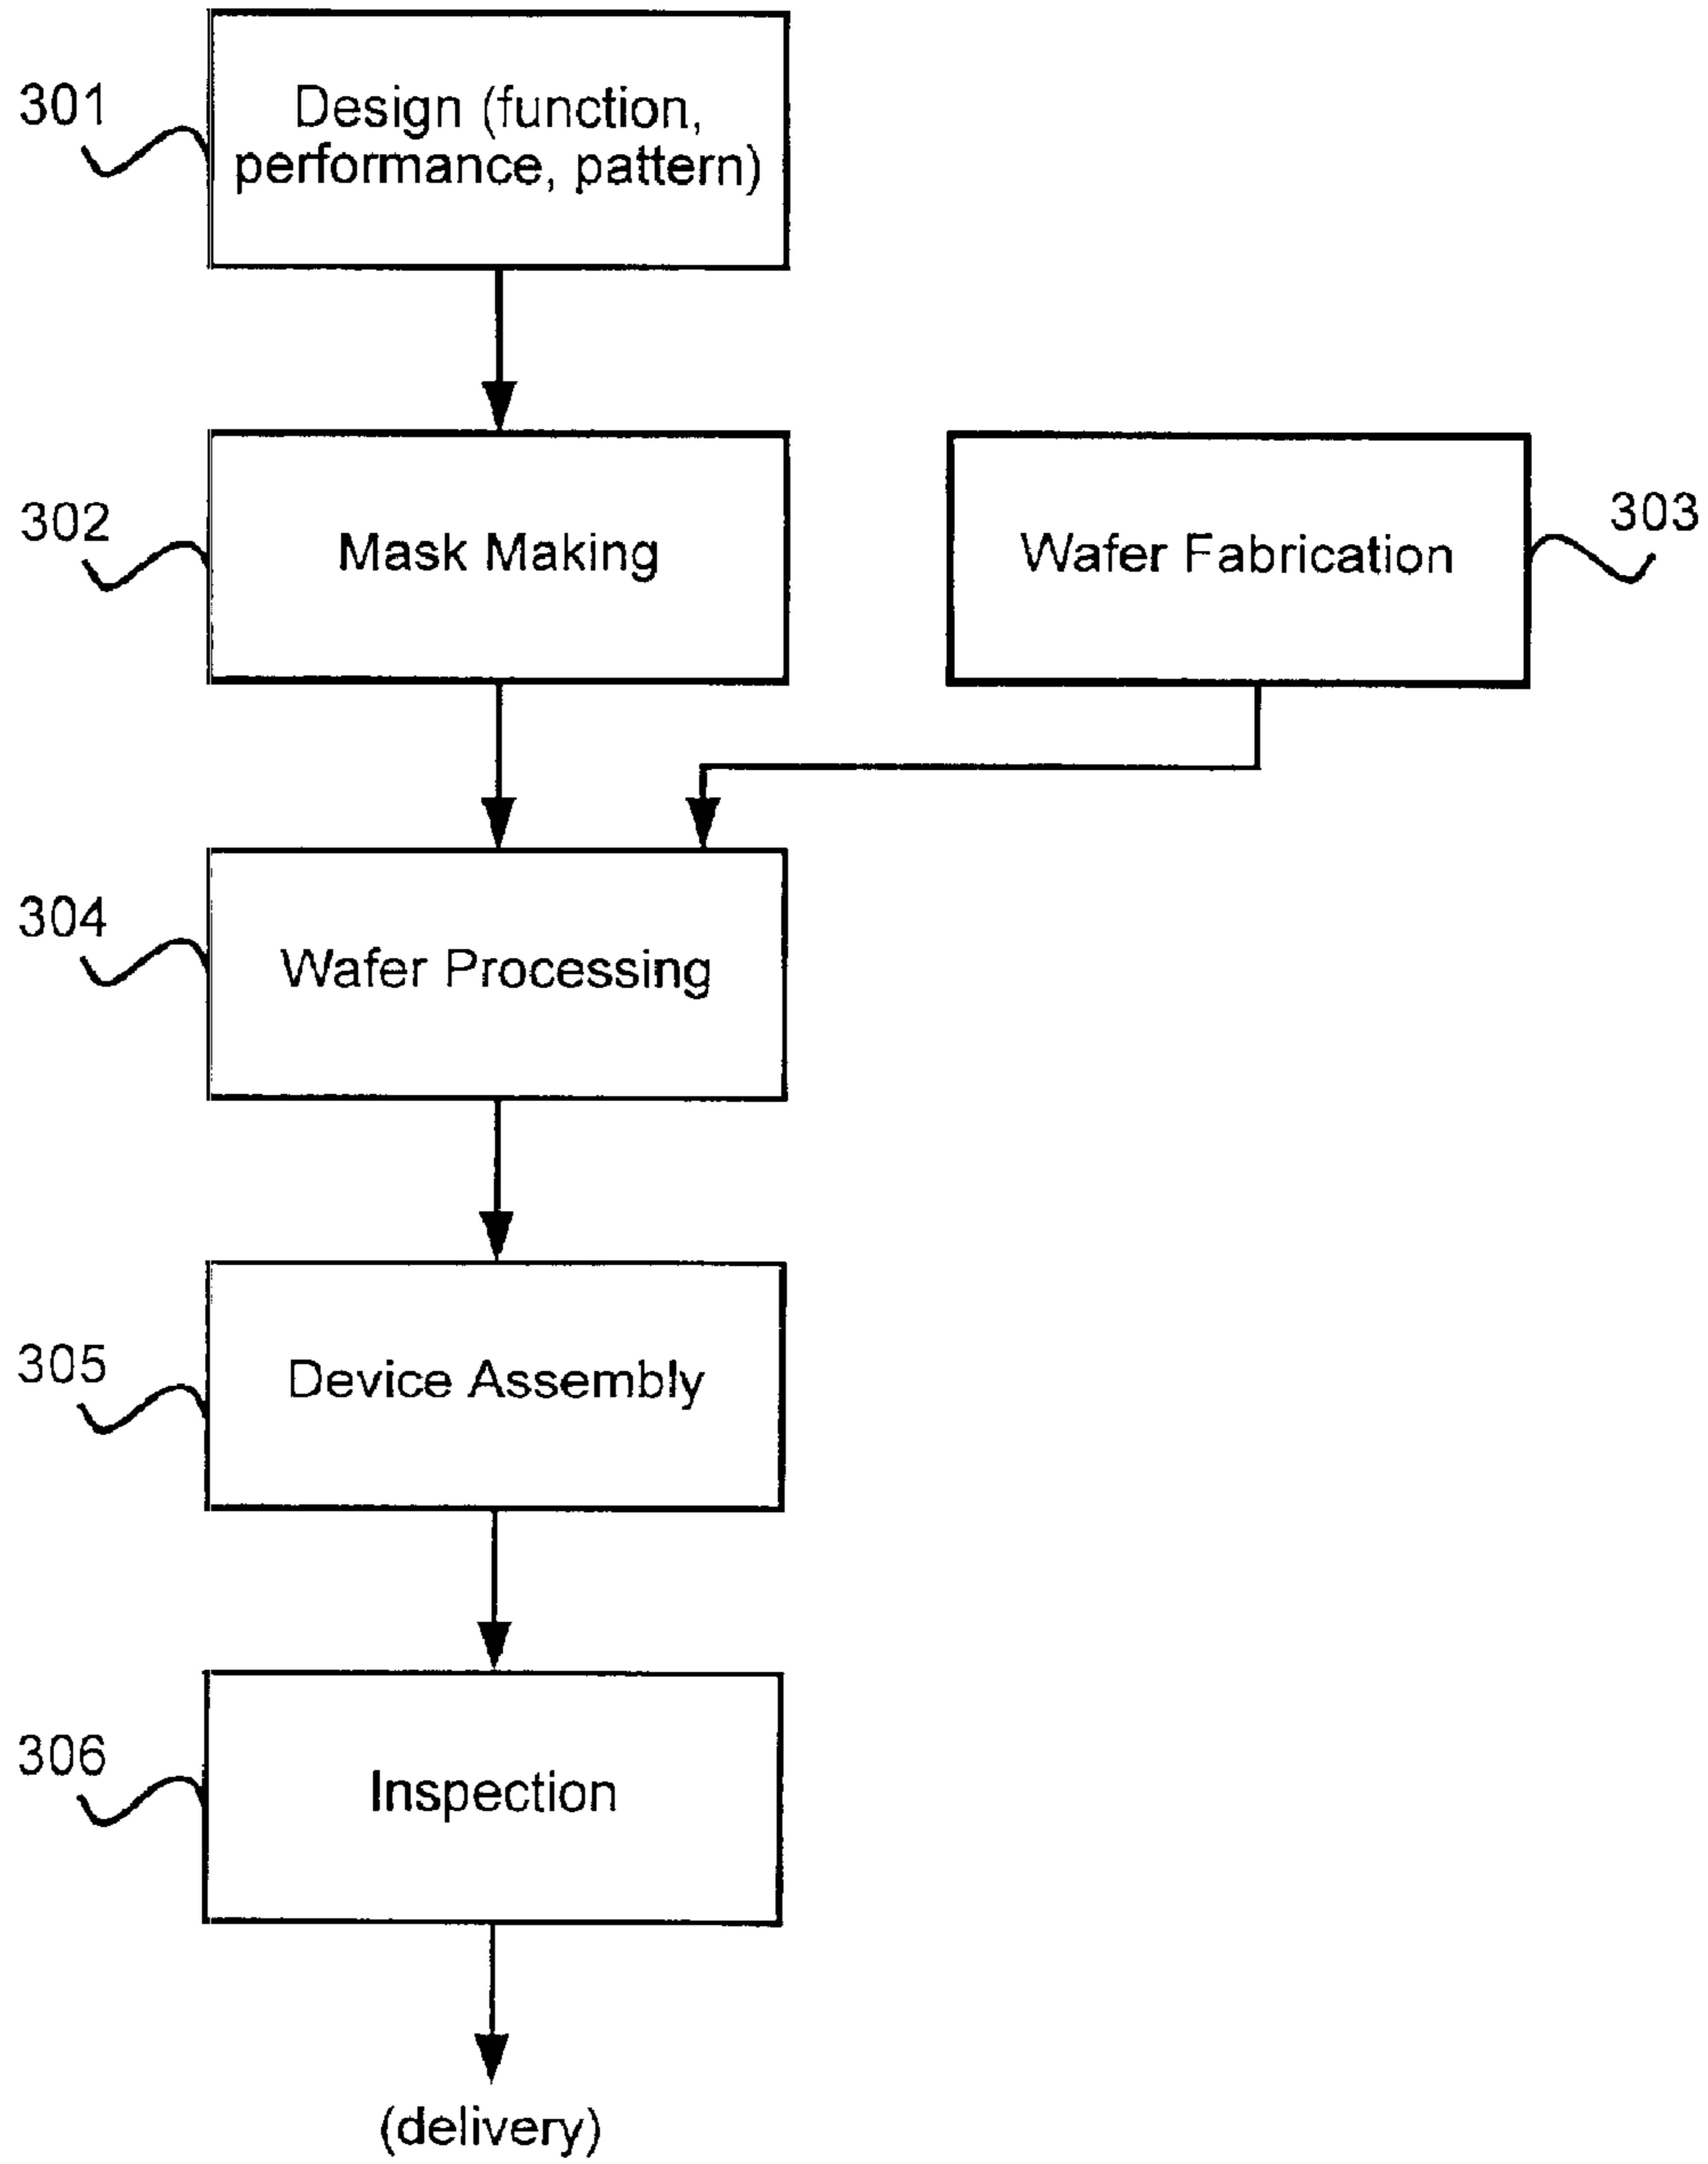 301
Design (function,
performance, pattern)
302
Mask Making
Wafer Fabrication
303
304
Wafer Processing
305
Device Assembly
306
Inspection
(delivery)